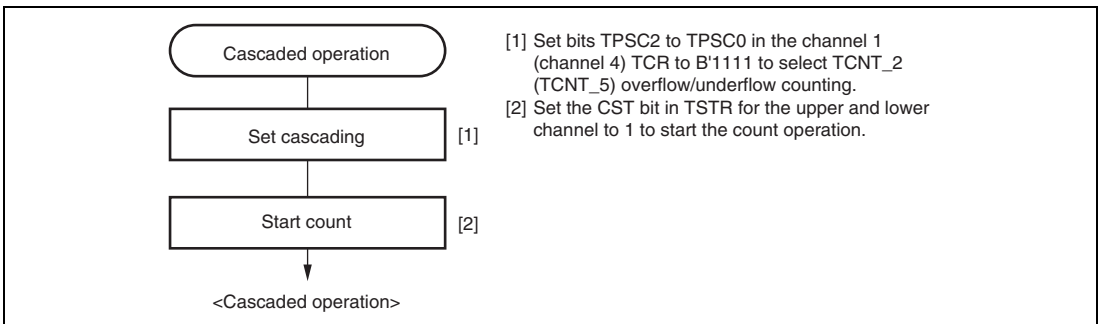 Cascaded operation
Set cascading
[1]
Start count
[2]
<Cascaded operation>
[1] Set bits TPSC2 to TPSC0 in the channel 1
(channel 4) TCR to B'1111 to select TCNT_2
(TCNT_5) overflow/underflow counting.
[2] Set the CST bit in TSTR for the upper and lower
channel to 1 to start the count operation.